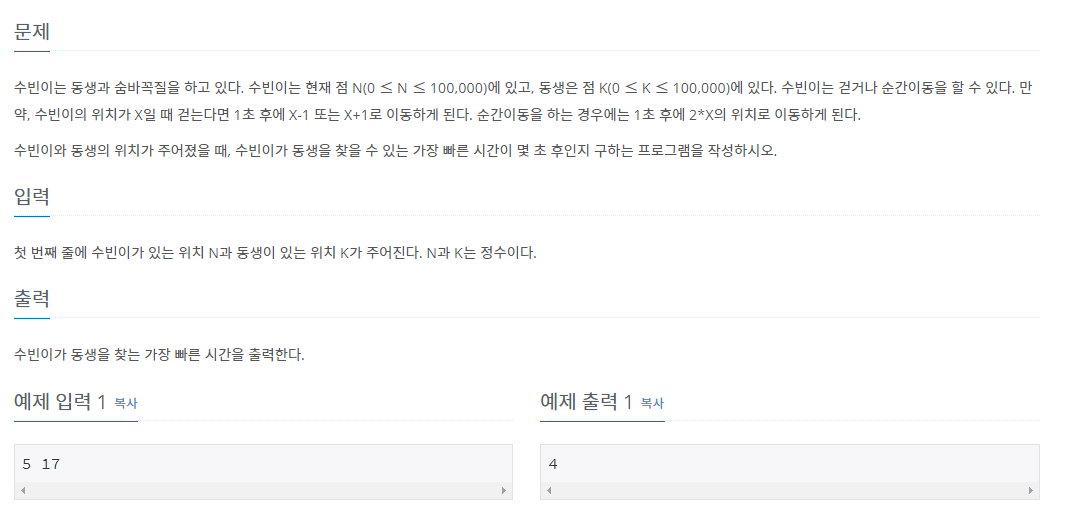 문제
수빈이는 동생과 숨바꼭질을 하고 있다. 수빈이는 현재 점 N(0 ≤ N ≤ 100,000)에 있고, 동생은 점 K(0 ≤ K ≤ 100,000)에 있다. 수빈이는 걷거나 순간이동을 할 수 있다. 만
약, 수빈이의 위치가 X일 때 걷는다면 1초 후에 X-1 또는 X+1로 이동하게 된다. 순간이동을 하는 경우에는 1초 후에 2*X의 위치로 이동하게 된다.
수빈이와 동생의 위치가 주어졌을 때, 수빈이가 동생을 찾을 수 있는 가장 빠른 시간이 몇 초 후인지 구하는 프로그램을 작성하시오.
입력
첫 번째 줄에 수빈이가 있는 위치 N과 동생이 있는 위치 K가 주어진다. N과 K는 정수이다.
출력
수빈이가 동생을 찾는 가장 빠른 시간을 출력한다.
예제 입력 1 복사
5 17
예제 출력 1 복사
4